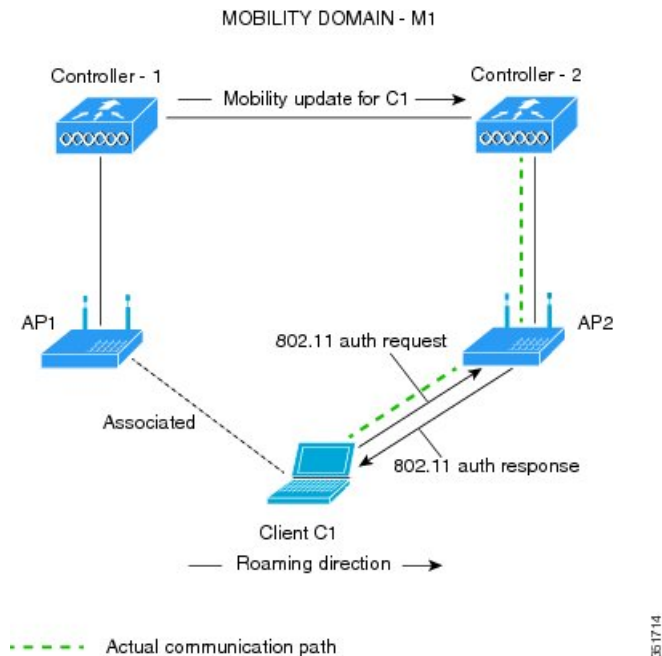 MOBILITY DOMAIN - M1
Controller - 1
Controller - 2
Mobility update for C1
AP1
AP2
802.11 auth request
Associated
802.11 auth response
Client C1
Roaming direction
Actual communication path
351714